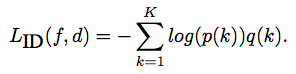 L_ID(f, d) = − ∑_{k=1}^{K} log(p(k))q(k).